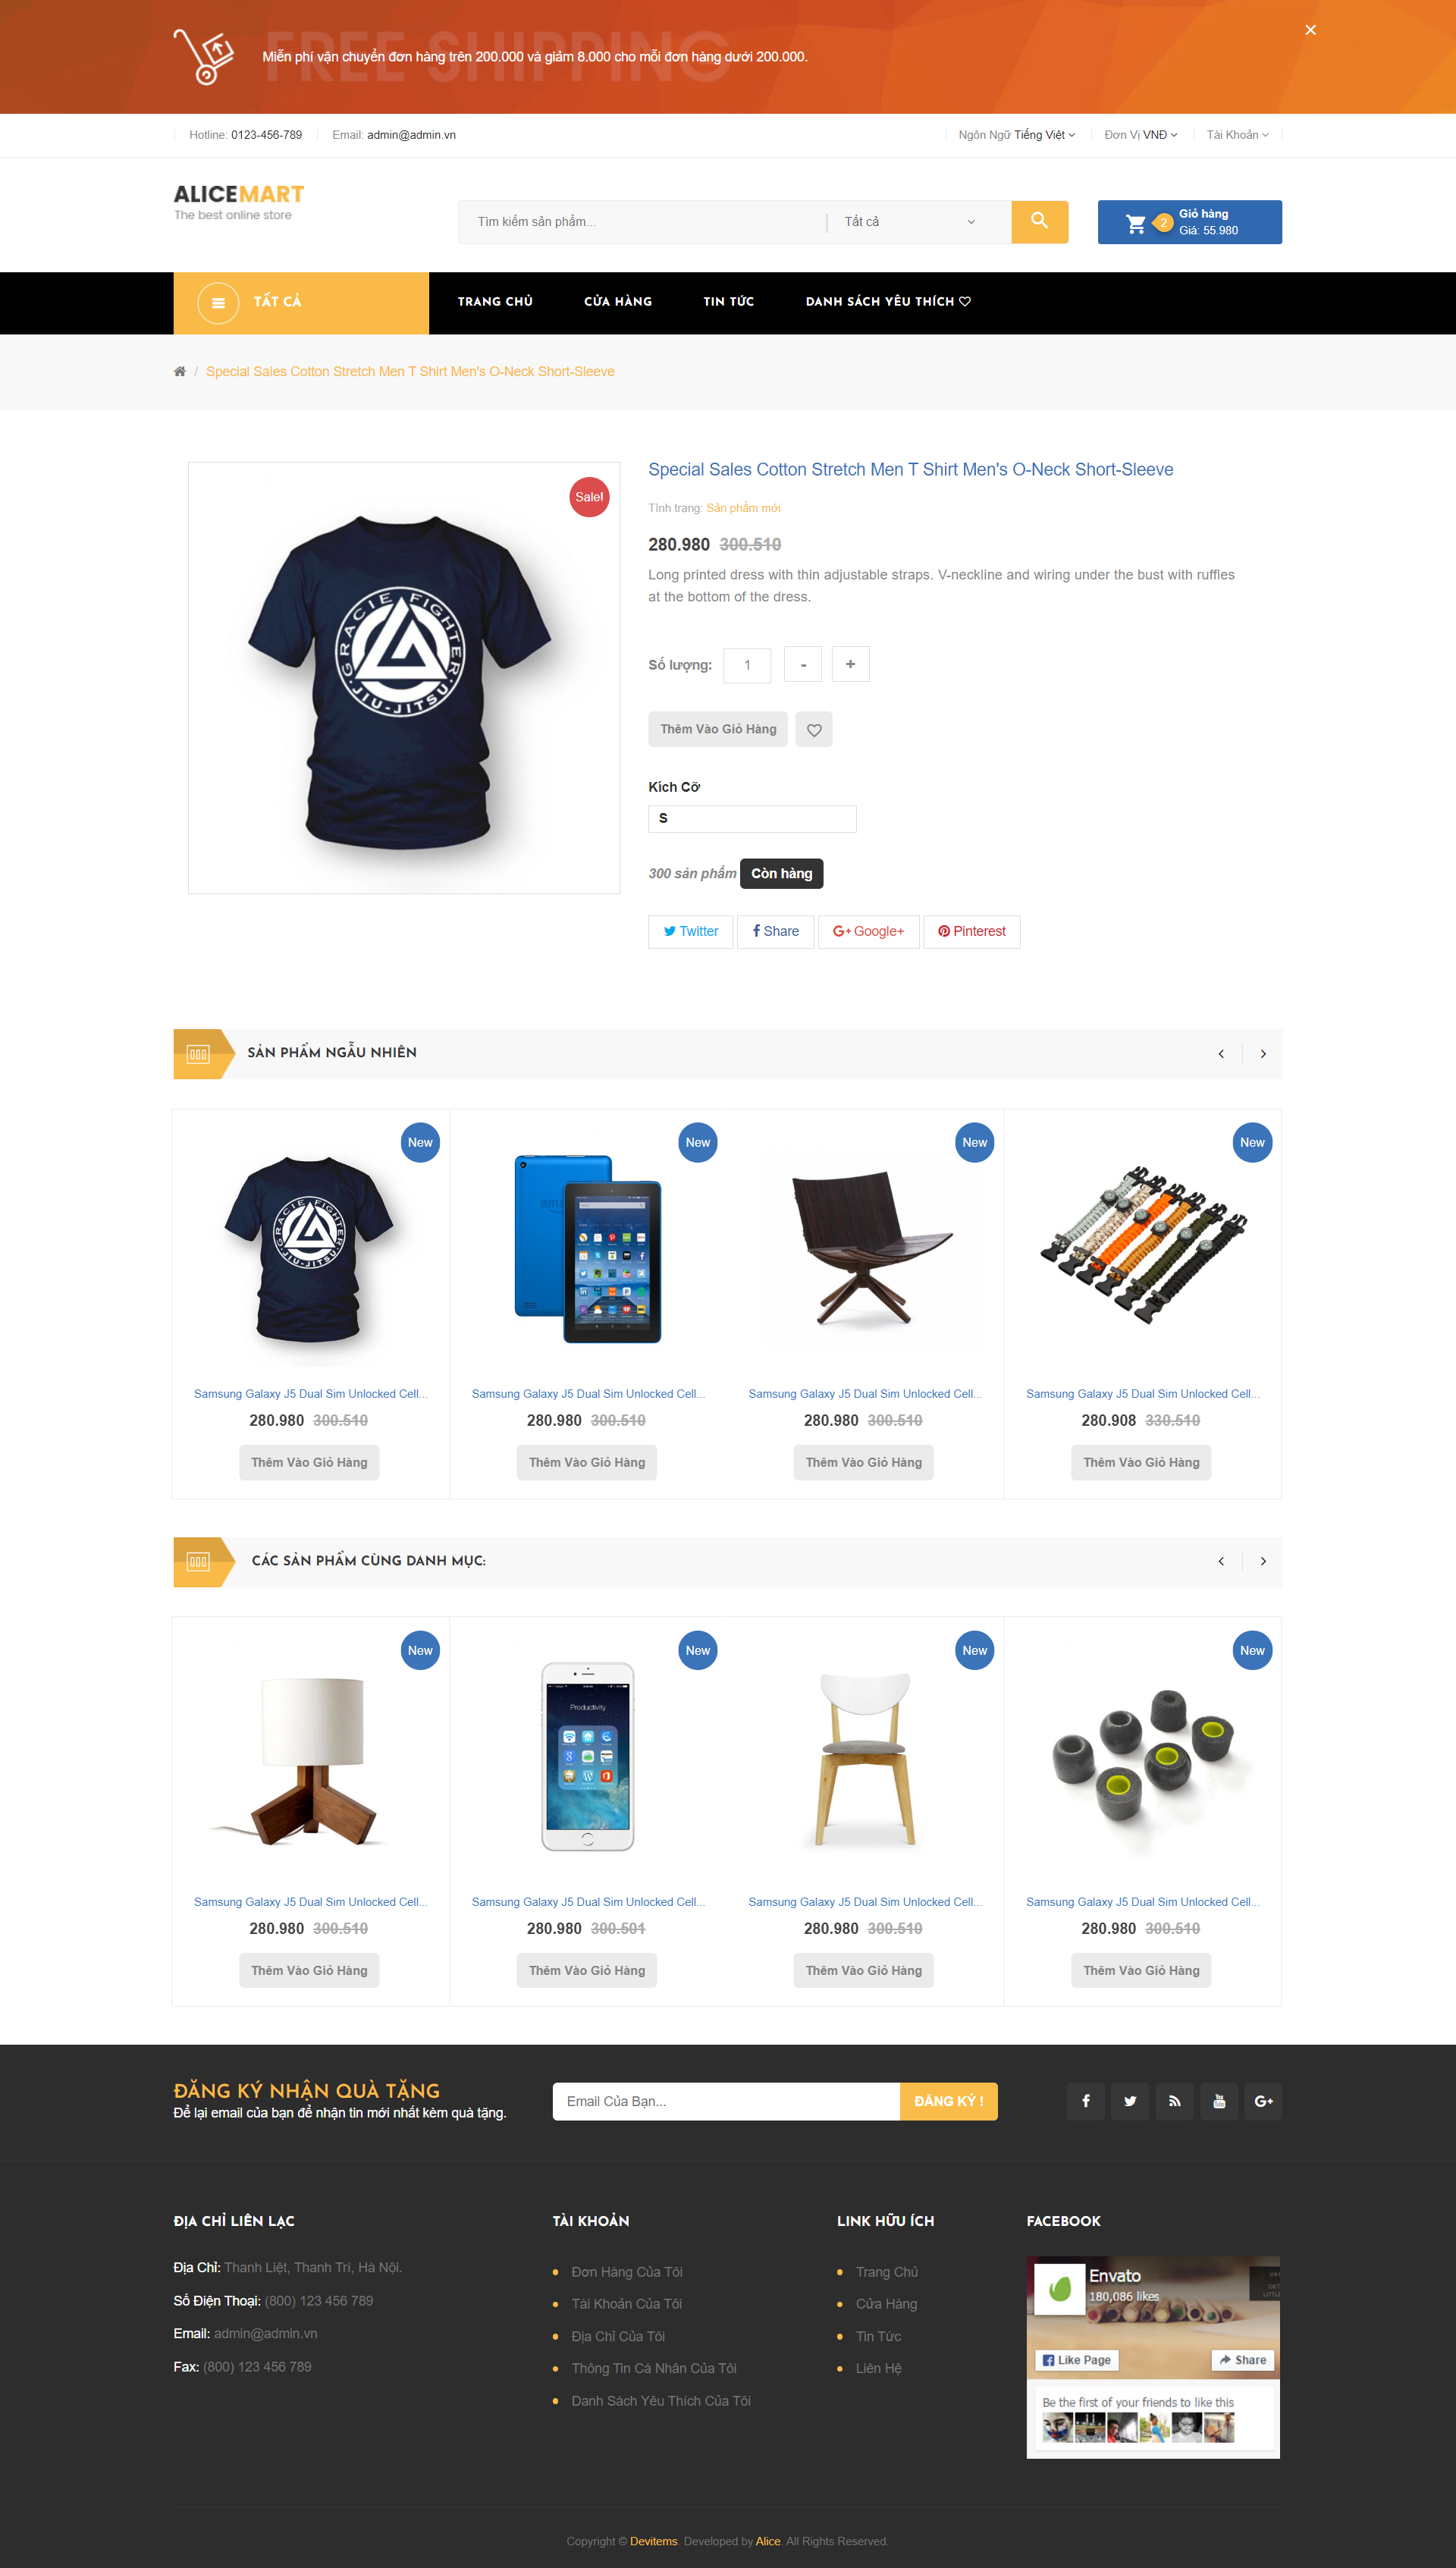 FREE SHIPPING
Miễn phí vận chuyển đơn hàng trên 200.000 và giảm 8.000 cho mỗi đơn hàng dưới 200.000.
Hotline: 0123-456-789 Email: admin@admin.vn Ngôn Ngữ Tiếng Việt Đơn Vị VNĐ Tài Khoản
ALICEMART
The best online store
Tìm kiếm sản phẩm... Tất cả
2
Giỏ hàng
Giá: 55.980
TẤT CẢ TRANG CHỦ CỬA HÀNG TIN TỨC DANH SÁCH YÊU THÍCH
/ Special Sales Cotton Stretch Men T Shirt Men's O-Neck Short-Sleeve
Sale!
GRACIE FIGHTER
JIU-JITSU
Special Sales Cotton Stretch Men T Shirt Men's O-Neck Short-Sleeve
Tình trạng: Sản phẩm mới
280.980 300.510
Long printed dress with thin adjustable straps. V-neckline and wiring under the bust with ruffles
at the bottom of the dress.
Số lượng: 1 - +
Thêm Vào Giỏ Hàng
Kích Cỡ
S
300 sản phẩm Còn hàng
Twitter Share Google+ Pinterest
SẢN PHẨM NGẪU NHIÊN
New New New New
GRACIE FIGHTER
JIU-JITSU
Samsung Galaxy J5 Dual Sim Unlocked Cell... Samsung Galaxy J5 Dual Sim Unlocked Cell... Samsung Galaxy J5 Dual Sim Unlocked Cell... Samsung Galaxy J5 Dual Sim Unlocked Cell...
280.980 300.510 280.980 300.510 280.980 300.510 280.908 330.510
Thêm Vào Giỏ Hàng Thêm Vào Giỏ Hàng Thêm Vào Giỏ Hàng Thêm Vào Giỏ Hàng
CÁC SẢN PHẨM CÙNG DANH MỤC:
New New New New
Productivity
Samsung Galaxy J5 Dual Sim Unlocked Cell... Samsung Galaxy J5 Dual Sim Unlocked Cell... Samsung Galaxy J5 Dual Sim Unlocked Cell... Samsung Galaxy J5 Dual Sim Unlocked Cell...
280.980 300.510 280.980 300.501 280.980 300.510 280.980 300.510
Thêm Vào Giỏ Hàng Thêm Vào Giỏ Hàng Thêm Vào Giỏ Hàng Thêm Vào Giỏ Hàng
ĐĂNG KÝ NHẬN QUÀ TẶNG
Để lại email của bạn để nhận tin mới nhất kèm quà tặng.
Email Của Bạn... ĐĂNG KÝ !
ĐỊA CHỈ LIÊN LẠC
Địa Chỉ: Thanh Liệt, Thanh Trí, Hà Nội.
Số Điện Thoại: (800) 123 456 789
Email: admin@admin.vn
Fax: (800) 123 456 789
TÀI KHOẢN
Đơn Hàng Của Tôi
Tài Khoản Của Tôi
Địa Chỉ Của Tôi
Thông Tin Cá Nhân Của Tôi
Danh Sách Yêu Thích Của Tôi
LINK HỮU ÍCH
Trang Chủ
Cửa Hàng
Tin Tức
Liên Hệ
FACEBOOK
Envato
180,086 likes
Like Page Share
Be the first of your friends to like this
Copyright © Devitems. Developed by Alice. All Rights Reserved.